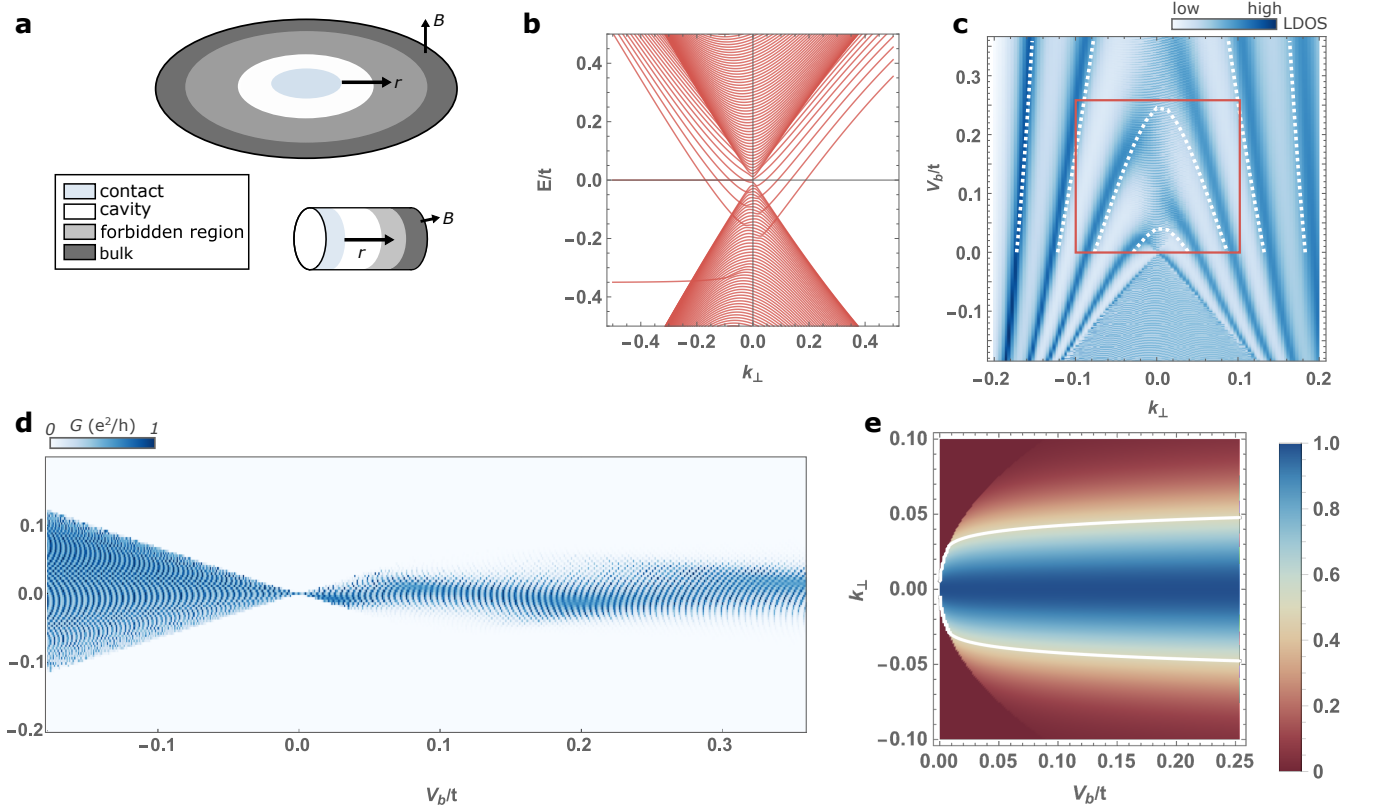 a
B
r
contact
cavity
forbidden region
bulk
B
r
b
E/t
0.4
0.2
0.0
−0.2
−0.4
−0.4 −0.2 0.0 0.2 0.4
k⊥
c
low high
LDOS
V_b/t
0.3
0.2
0.1
0.0
−0.1
−0.2 −0.1 0.0 0.1 0.2
k⊥
d
0 G (e²/h) 1
0.1
0.0
−0.1
−0.2
−0.1 0.0 0.1 0.2 0.3
V_b/t
e
k⊥
0.10
0.05
0.00
−0.05
−0.10
0.00 0.05 0.10 0.15 0.20 0.25
V_b/t
1.0
0.8
0.6
0.4
0.2
0